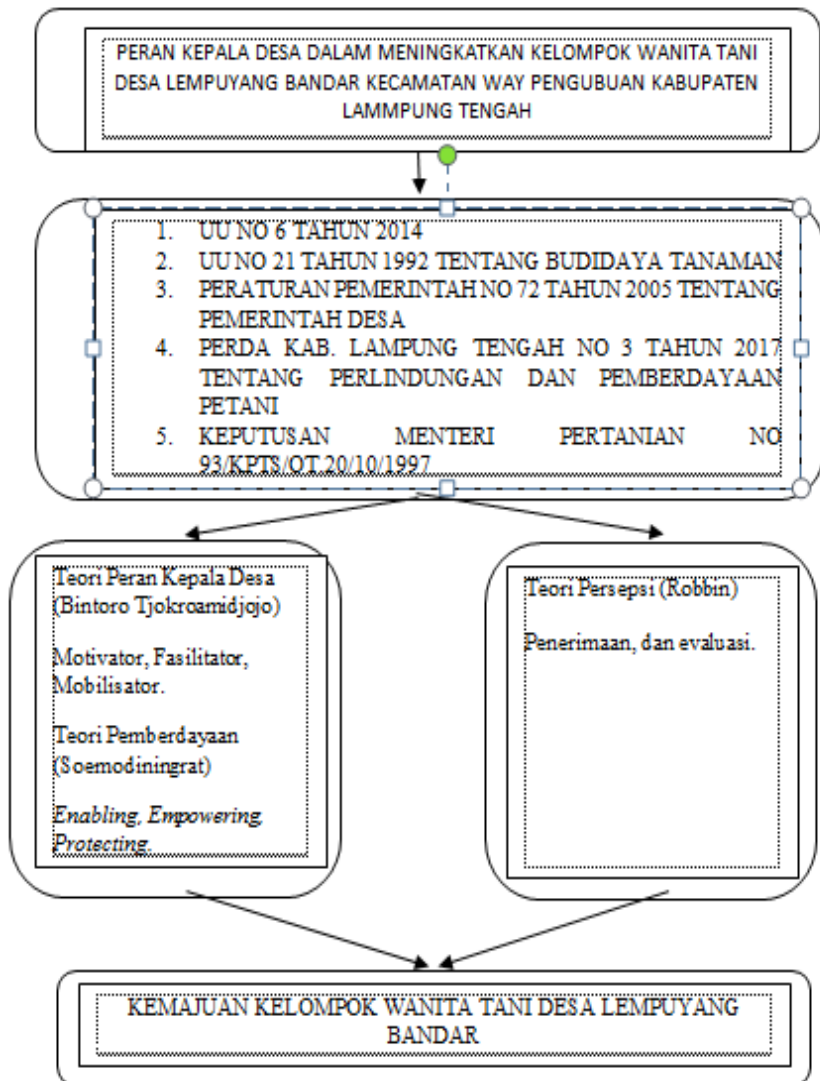 PERAN KEPALA DESA DALAM MENINGKATKAN KELOMPOK WANITA TANI
DESA LEMPUYANG BANDAR KECAMATAN WAY PENGUBUAN KABUPATEN
LAMMPUNG TENGAH
1. UU NO 6 TAHUN 2014
2. UU NO 21 TAHUN 1992 TENTANG BUDIDAYA TANAMAN
3. PERATURAN PEMERINTAH NO 72 TAHUN 2005 TENTANG
PEMERINTAH DESA
4. PERDA KAB. LAMPUNG TENGAH NO 3 TAHUN 2017
TENTANG PERLINDUNGAN DAN PEMBERDAYAAN
PETANI
5. KEPUTUSAN MENTERI PERTANIAN NO
93/KPTS/OT.20/10/1997
Teori Peran Kepala Desa
(Bintoro Tjokroamidjojo)
Motivator, Fasilitator,
Mobilisator.
Teori Pemberdayaan
(Soemodiningrat)
Enabling, Empowering,
Protecting.
Teori Persepsi (Robbin)
Penerimaan, dan evaluasi.
KEMAJUAN KELOMPOK WANITA TANI DESA LEMPUYANG
BANDAR